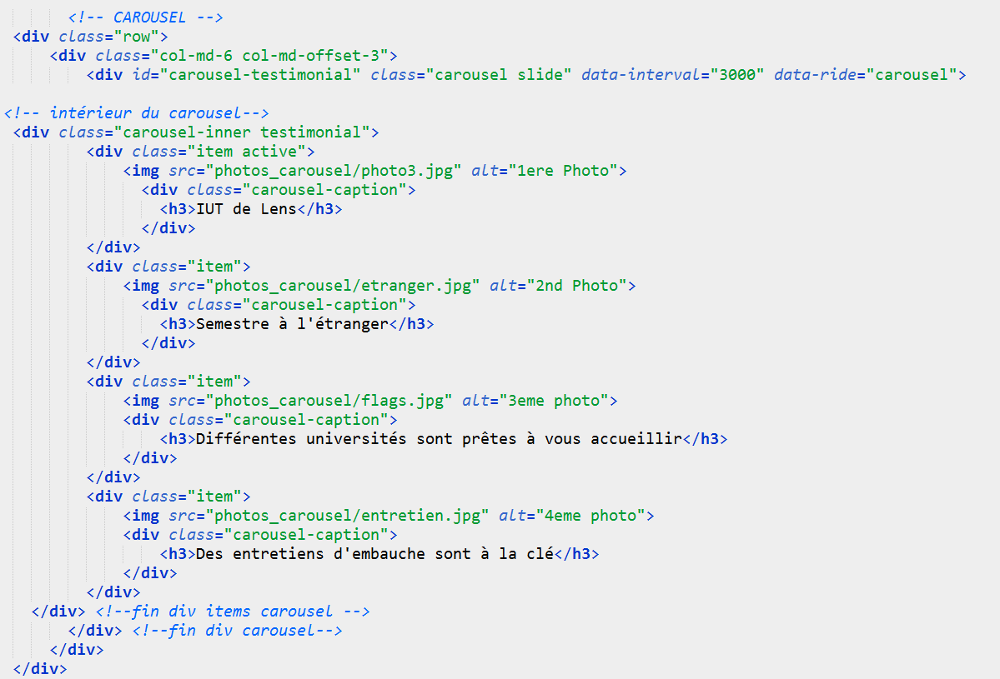 <!-- CAROUSEL -->
<div class="row">
<div class="col-md-6 col-md-offset-3">
<div id="carousel-testimonial" class="carousel slide" data-interval="3000" data-ride="carousel">
<!-- intérieur du carousel-->
<div class="carousel-inner testimonial">
<div class="item active">
<img src="photos_carousel/photo3.jpg" alt="1ere Photo">
<div class="carousel-caption">
<h3>IUT de Lens</h3>
</div>
</div>
<div class="item">
<img src="photos_carousel/etranger.jpg" alt="2nd Photo">
<div class="carousel-caption">
<h3>Semestre à l'étranger</h3>
</div>
</div>
<div class="item">
<img src="photos_carousel/flags.jpg" alt="3eme photo">
<div class="carousel-caption">
<h3>Différentes universités sont prêtes à vous accueillir</h3>
</div>
</div>
<div class="item">
<img src="photos_carousel/entretien.jpg" alt="4eme photo">
<div class="carousel-caption">
<h3>Des entretiens d'embauche sont à la clé</h3>
</div>
</div>
</div> <!--fin div items carousel -->
</div> <!--fin div carousel-->
</div>
</div>